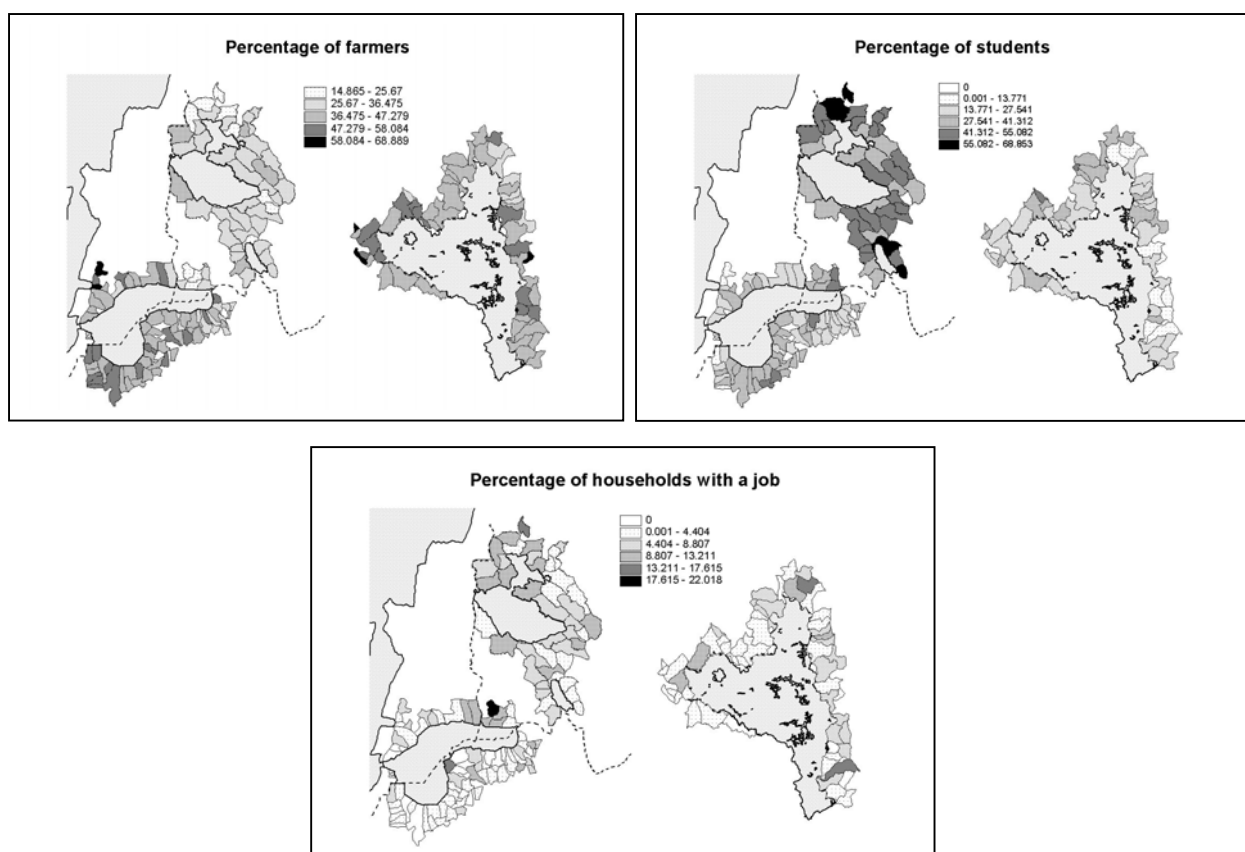 Percentage of farmers
14.865 - 25.67
25.67 - 36.475
36.475 - 47.279
47.279 - 58.084
58.084 - 68.889
Percentage of students
0
0.001 - 13.771
13.771 - 27.541
27.541 - 41.312
41.312 - 55.082
55.082 - 68.853
Percentage of households with a job
0
0.001 - 4.404
4.404 - 8.807
8.807 - 13.211
13.211 - 17.615
17.615 - 22.018